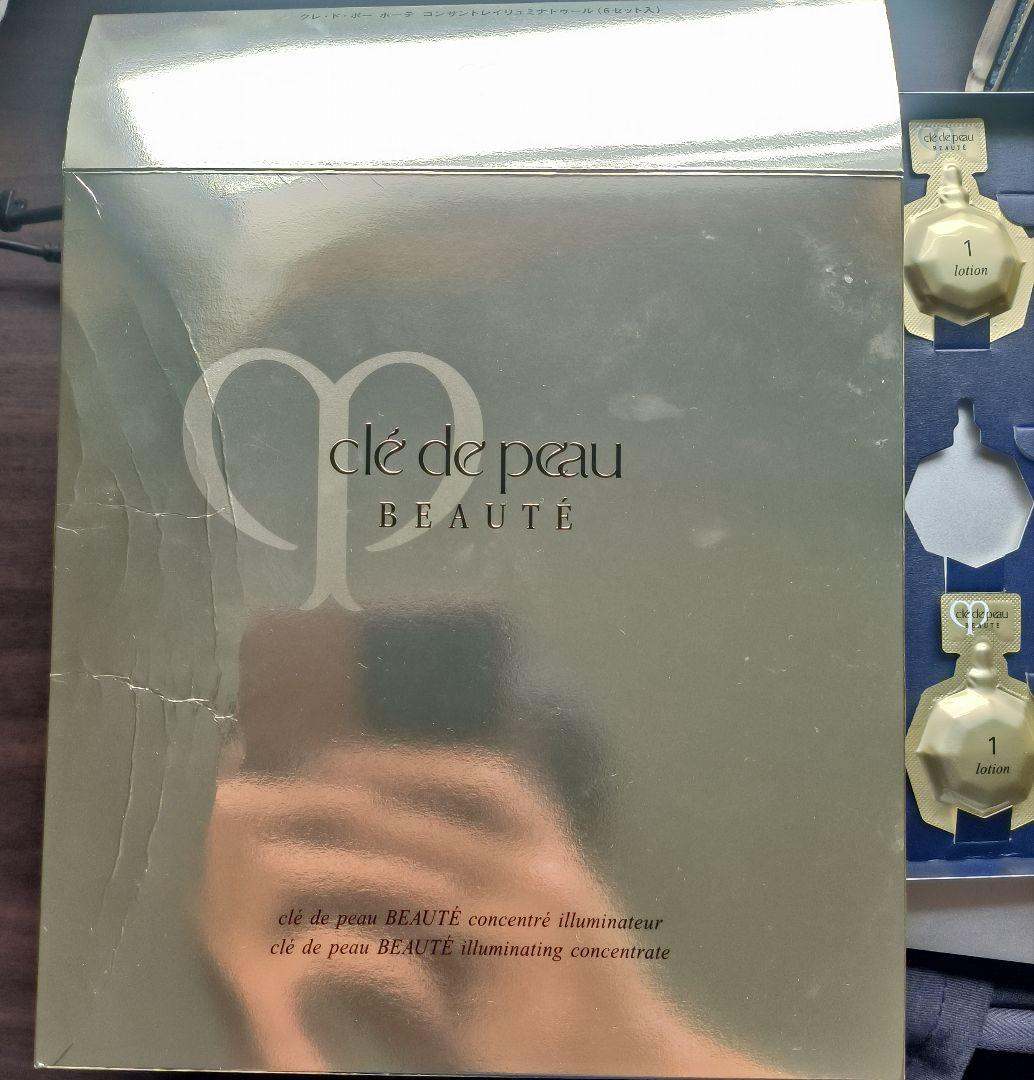 クレ・ド・ポー ボーテ コンサントレイリュミナトゥール(6セット入)
clé de peau
BEAUTÉ
clé de peau BEAUTÉ concentré illuminateur
clé de peau BEAUTÉ illuminating concentrate
clé de peau
BEAUTÉ
1
lotion
clé de peau
BEAUTÉ
1
lotion